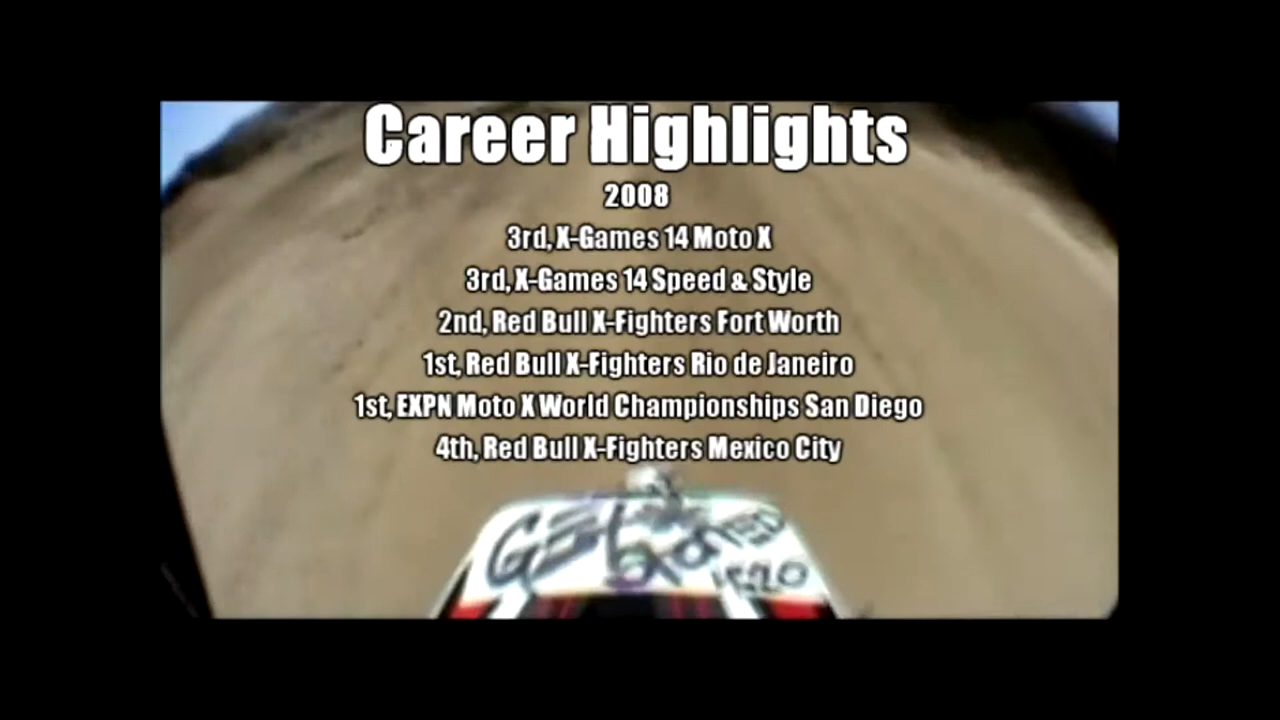 Career Highlights
2008
3rd, X-Games 14 Moto X
3rd, X-Games 14 Speed & Style
2nd, Red Bull X-Fighters Fort Worth
1st, Red Bull X-Fighters Rio de Janeiro
1st, EXPN Moto X World Championships San Diego
4th, Red Bull X-Fighters Mexico City
GET